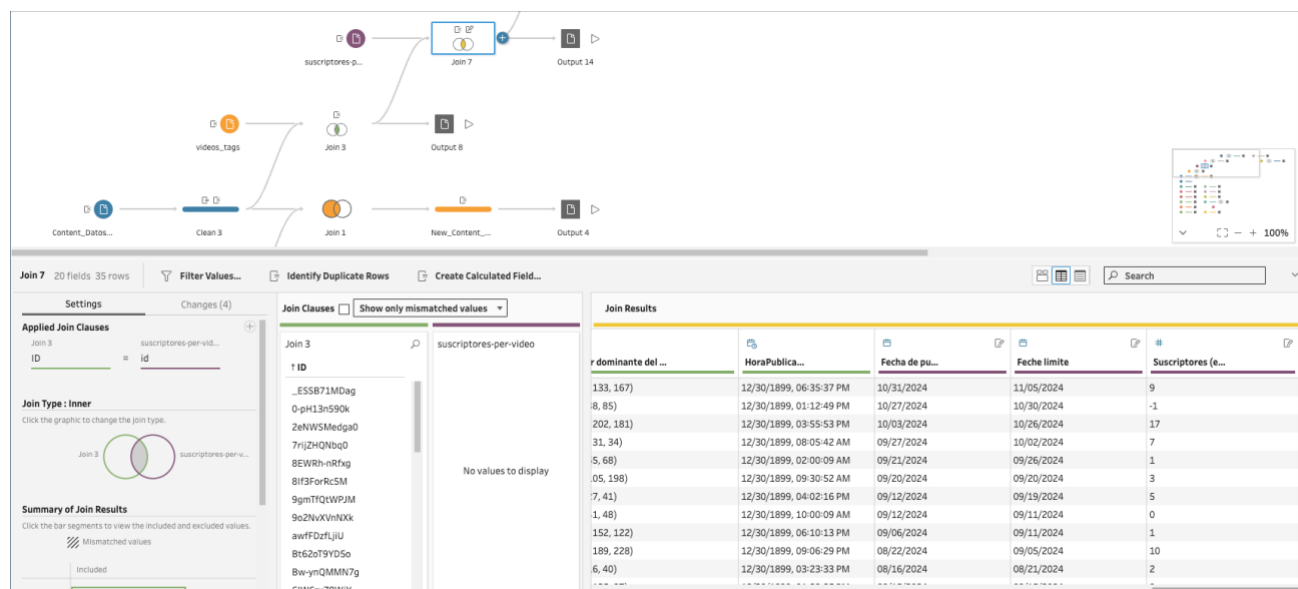 suscriptores-p...
Join 7
Output 14
videos_tags
Join 3
Output 8
Content_Datos...
Clean 3
Join 1
New_Content_...
Output 4
100%
Join 7 20 fields 35 rows
Filter Values...
Identify Duplicate Rows
Create Calculated Field...
Search
Settings
Changes (4)
Applied Join Clauses
Join 3
suscriptores-per-vid...
ID = id
Join Type : Inner
Click the graphic to change the join type.
Join 3
suscriptores-per-v...
Summary of Join Results
Click the bar segments to view the included and excluded values.
Mismatched values
Included
Join Clauses
Show only mismatched values
Join 3
ID
_ESSB71MDag
0-pH13n590k
2eNWSMedga0
7rijZHQNbq0
8EWRh-nRfxg
8If3ForRc5M
9gmTfQtWPJM
9o2NvXVnNXk
awfFDzfLjiU
Bt62oT9YDSo
Bw-ynQMMN7g
suscriptores-per-video
No values to display
Join Results
r dominante del ... HoraPublica... Fecha de pu... Feche limite Suscriptores (e...
133, 167) 12/30/1899, 06:35:37 PM 10/31/2024 11/05/2024 9
8, 85) 12/30/1899, 01:12:49 PM 10/27/2024 10/30/2024 -1
202, 181) 12/30/1899, 03:55:53 PM 10/03/2024 10/26/2024 17
31, 34) 12/30/1899, 08:05:42 AM 09/27/2024 10/02/2024 7
5, 68) 12/30/1899, 02:00:09 AM 09/21/2024 09/26/2024 1
05, 198) 12/30/1899, 09:30:52 AM 09/20/2024 09/20/2024 3
7, 41) 12/30/1899, 04:02:16 PM 09/12/2024 09/19/2024 5
1, 48) 12/30/1899, 10:00:09 AM 09/12/2024 09/11/2024 0
152, 122) 12/30/1899, 06:10:13 PM 09/06/2024 09/11/2024 1
189, 228) 12/30/1899, 09:06:29 PM 08/22/2024 09/05/2024 10
6, 40) 12/30/1899, 03:23:33 PM 08/16/2024 08/21/2024 2